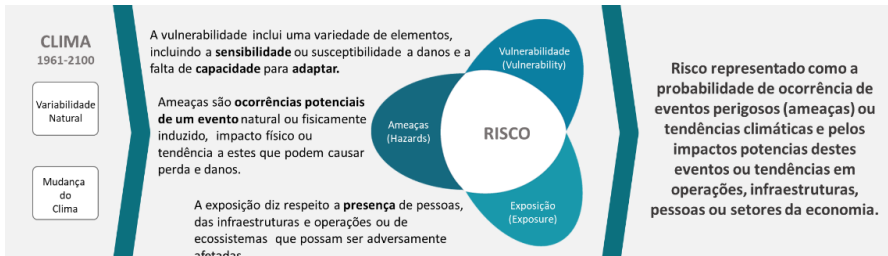 CLIMA
1961-2100
Variabilidade
Natural
Mudança
do
Clima
A vulnerabilidade inclui uma variedade de elementos,
incluindo a sensibilidade ou susceptibilidade a danos e a
falta de capacidade para adaptar.
Ameaças são ocorrências potenciais
de um evento natural ou fisicamente
induzido, impacto físico ou
tendência a estes que podem causar
perda e danos.
A exposição diz respeito a presença de pessoas,
das infraestruturas e operações ou de
ecossistemas que possam ser adversamente
afetadas
Vulnerabilidade
(Vulnerability)
Ameaças
(Hazards)
RISCO
Exposição
(Exposure)
Risco representado como a
probabilidade de ocorrência de
eventos perigosos (ameaças) ou
tendências climáticas e pelos
impactos potencias destes
eventos ou tendências em
operações, infraestruturas,
pessoas ou setores da economia.